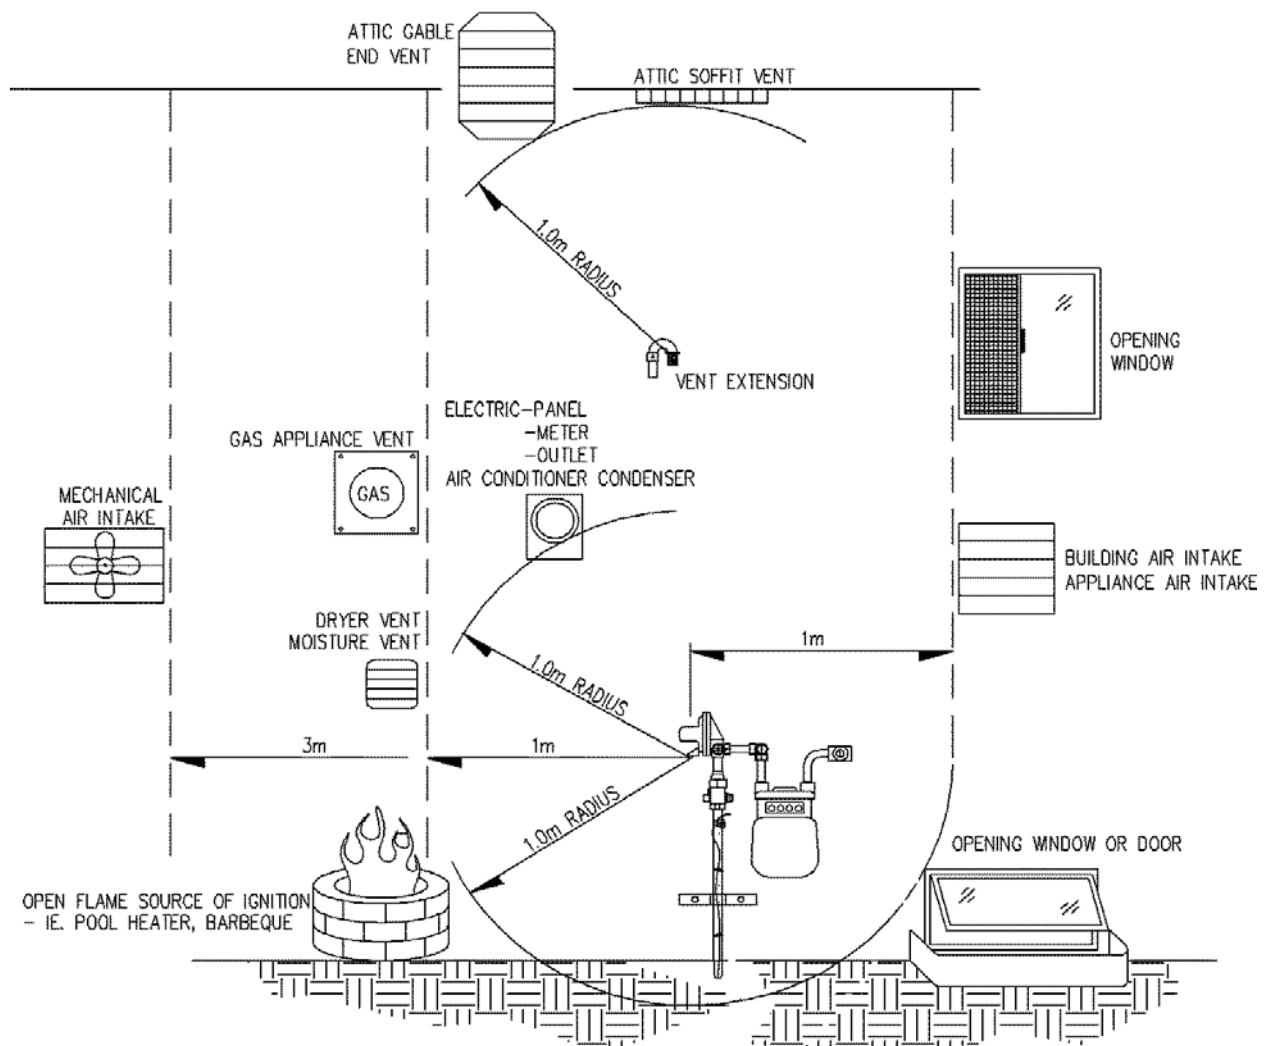 ATTIC GABLE
END VENT
ATTIC SOFFIT VENT
1.0m RADIUS
VENT EXTENSION
OPENING
WINDOW
ELECTRIC-PANEL
-METER
-OUTLET
AIR CONDITIONER CONDENSER
GAS APPLIANCE VENT
GAS
MECHANICAL
AIR INTAKE
BUILDING AIR INTAKE
APPLIANCE AIR INTAKE
DRYER VENT
MOISTURE VENT
1m
1.0m RADIUS
3m
1m
1.0m RADIUS
OPENING WINDOW OR DOOR
OPEN FLAME SOURCE OF IGNITION
- IE. POOL HEATER, BARBEQUE